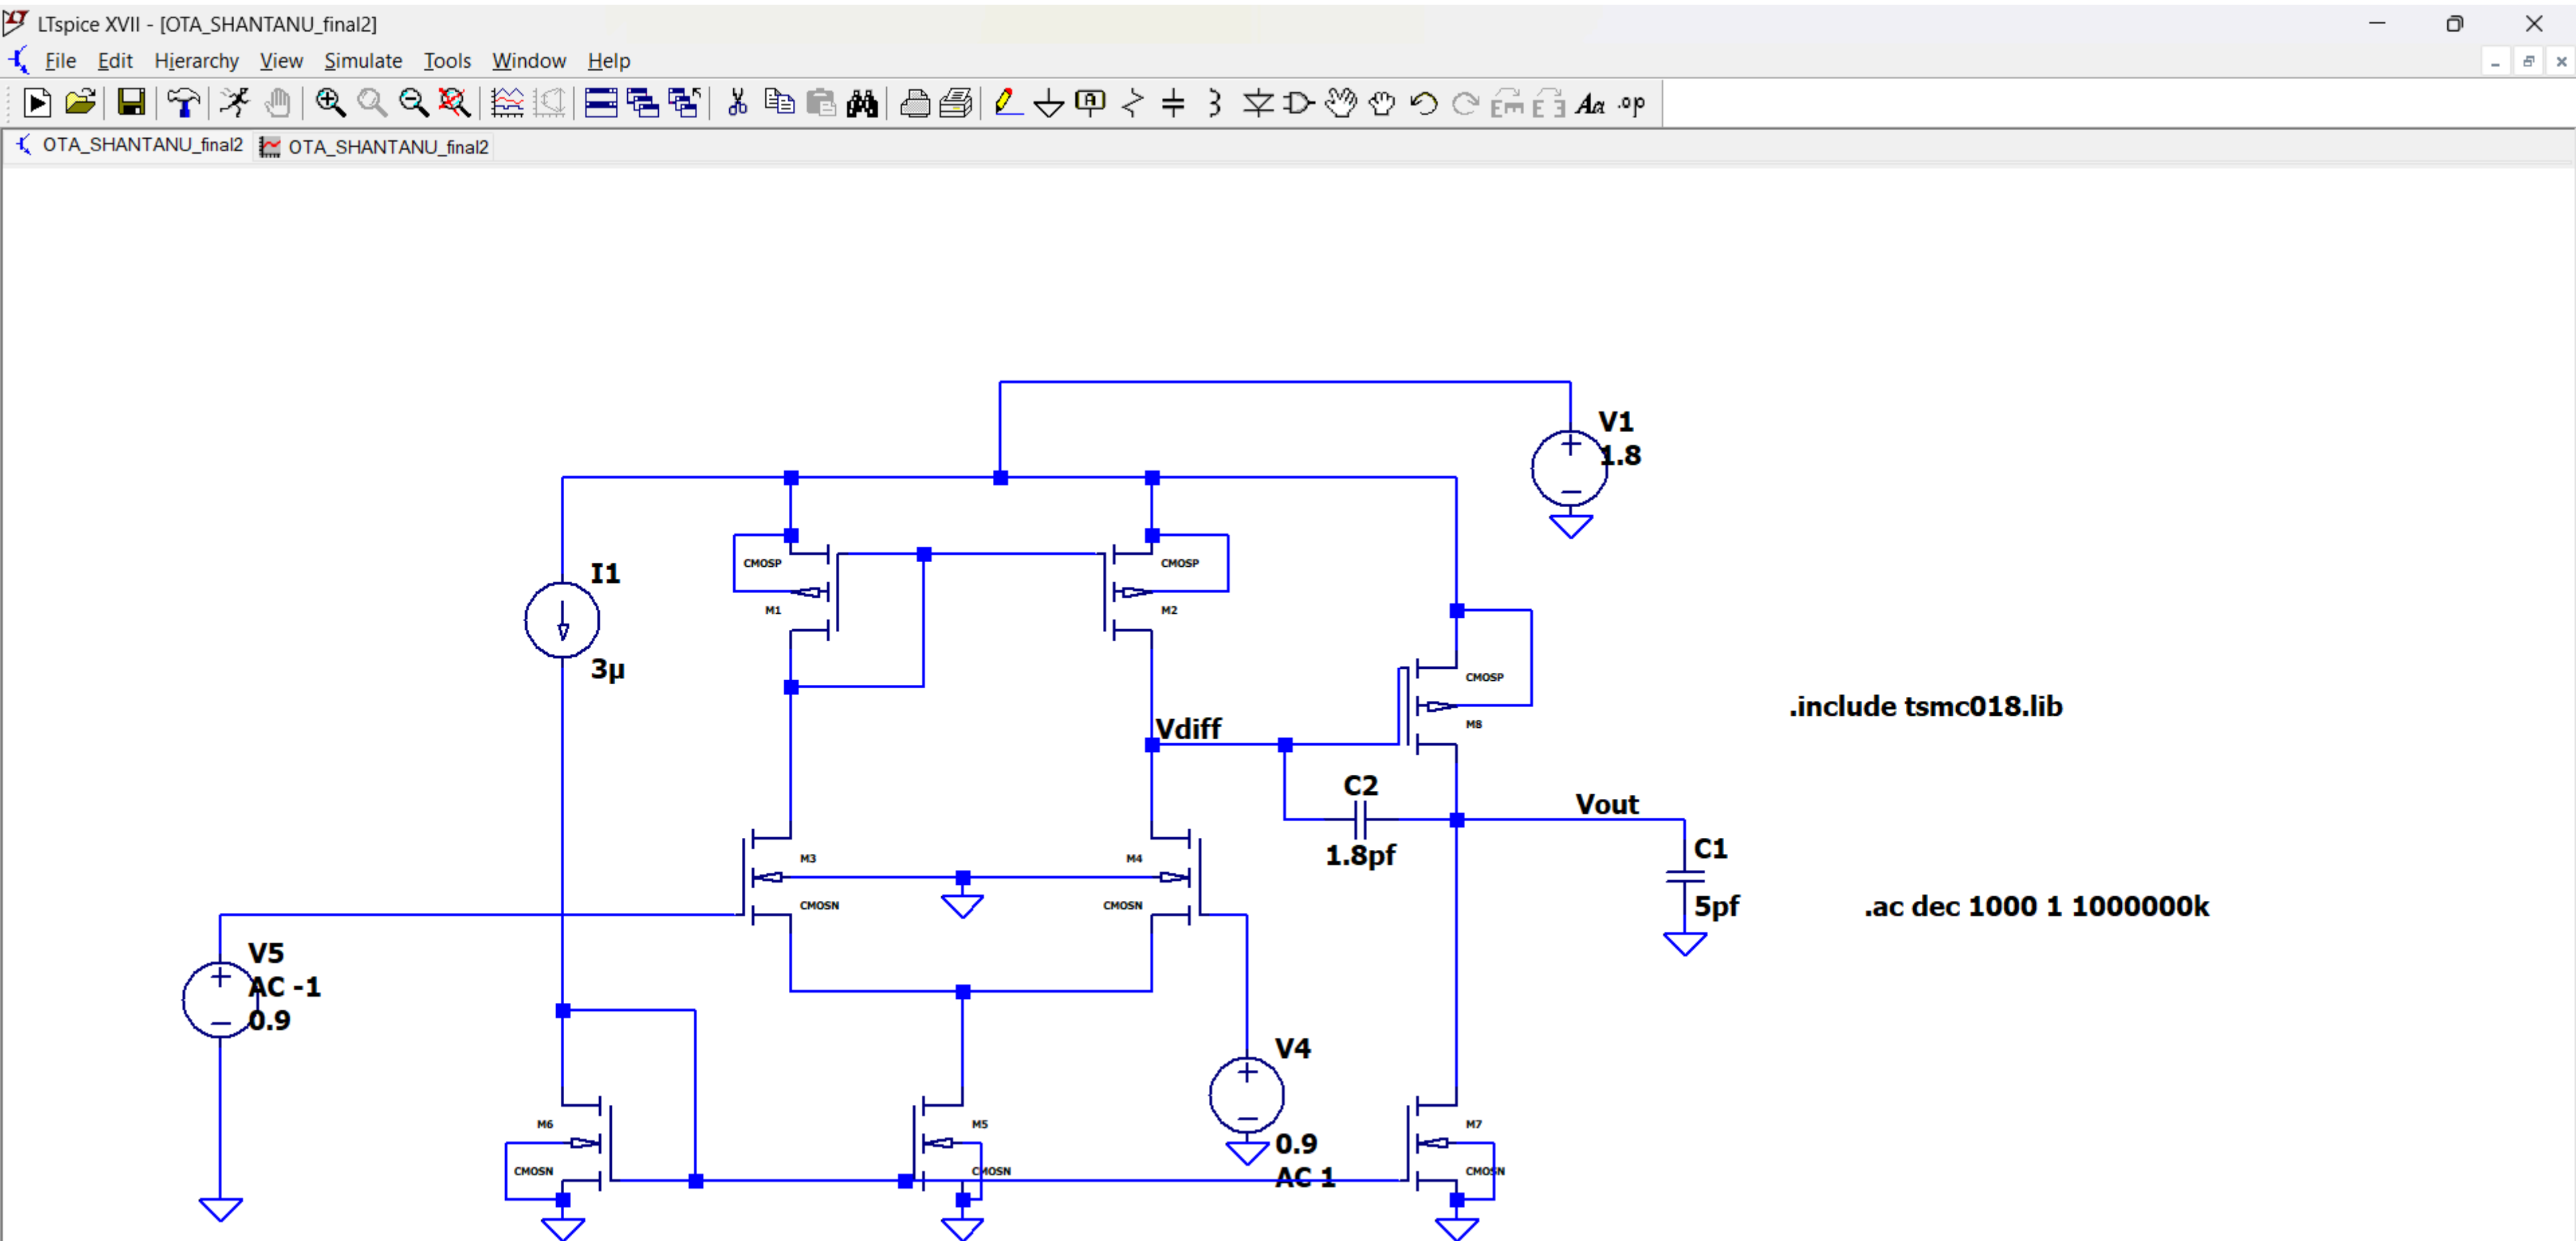 LTspice XVII - [OTA_SHANTANU_final2]
File Edit Hierarchy View Simulate Tools Window Help
Aa .op
OTA_SHANTANU_final2 OTA_SHANTANU_final2
V1
1.8
I1
3µ
CMOSP
M1
CMOSP
M2
CMOSP
M8
Vdiff
C2
1.8pf
Vout
C1
5pf
.include tsmc018.lib
.ac dec 1000 1 1000000k
M3
CMOSN
M4
CMOSN
V5
AC -1
0.9
V4
0.9
AC 1
M6
CMOSN
M5
CMOSN
M7
CMOSN